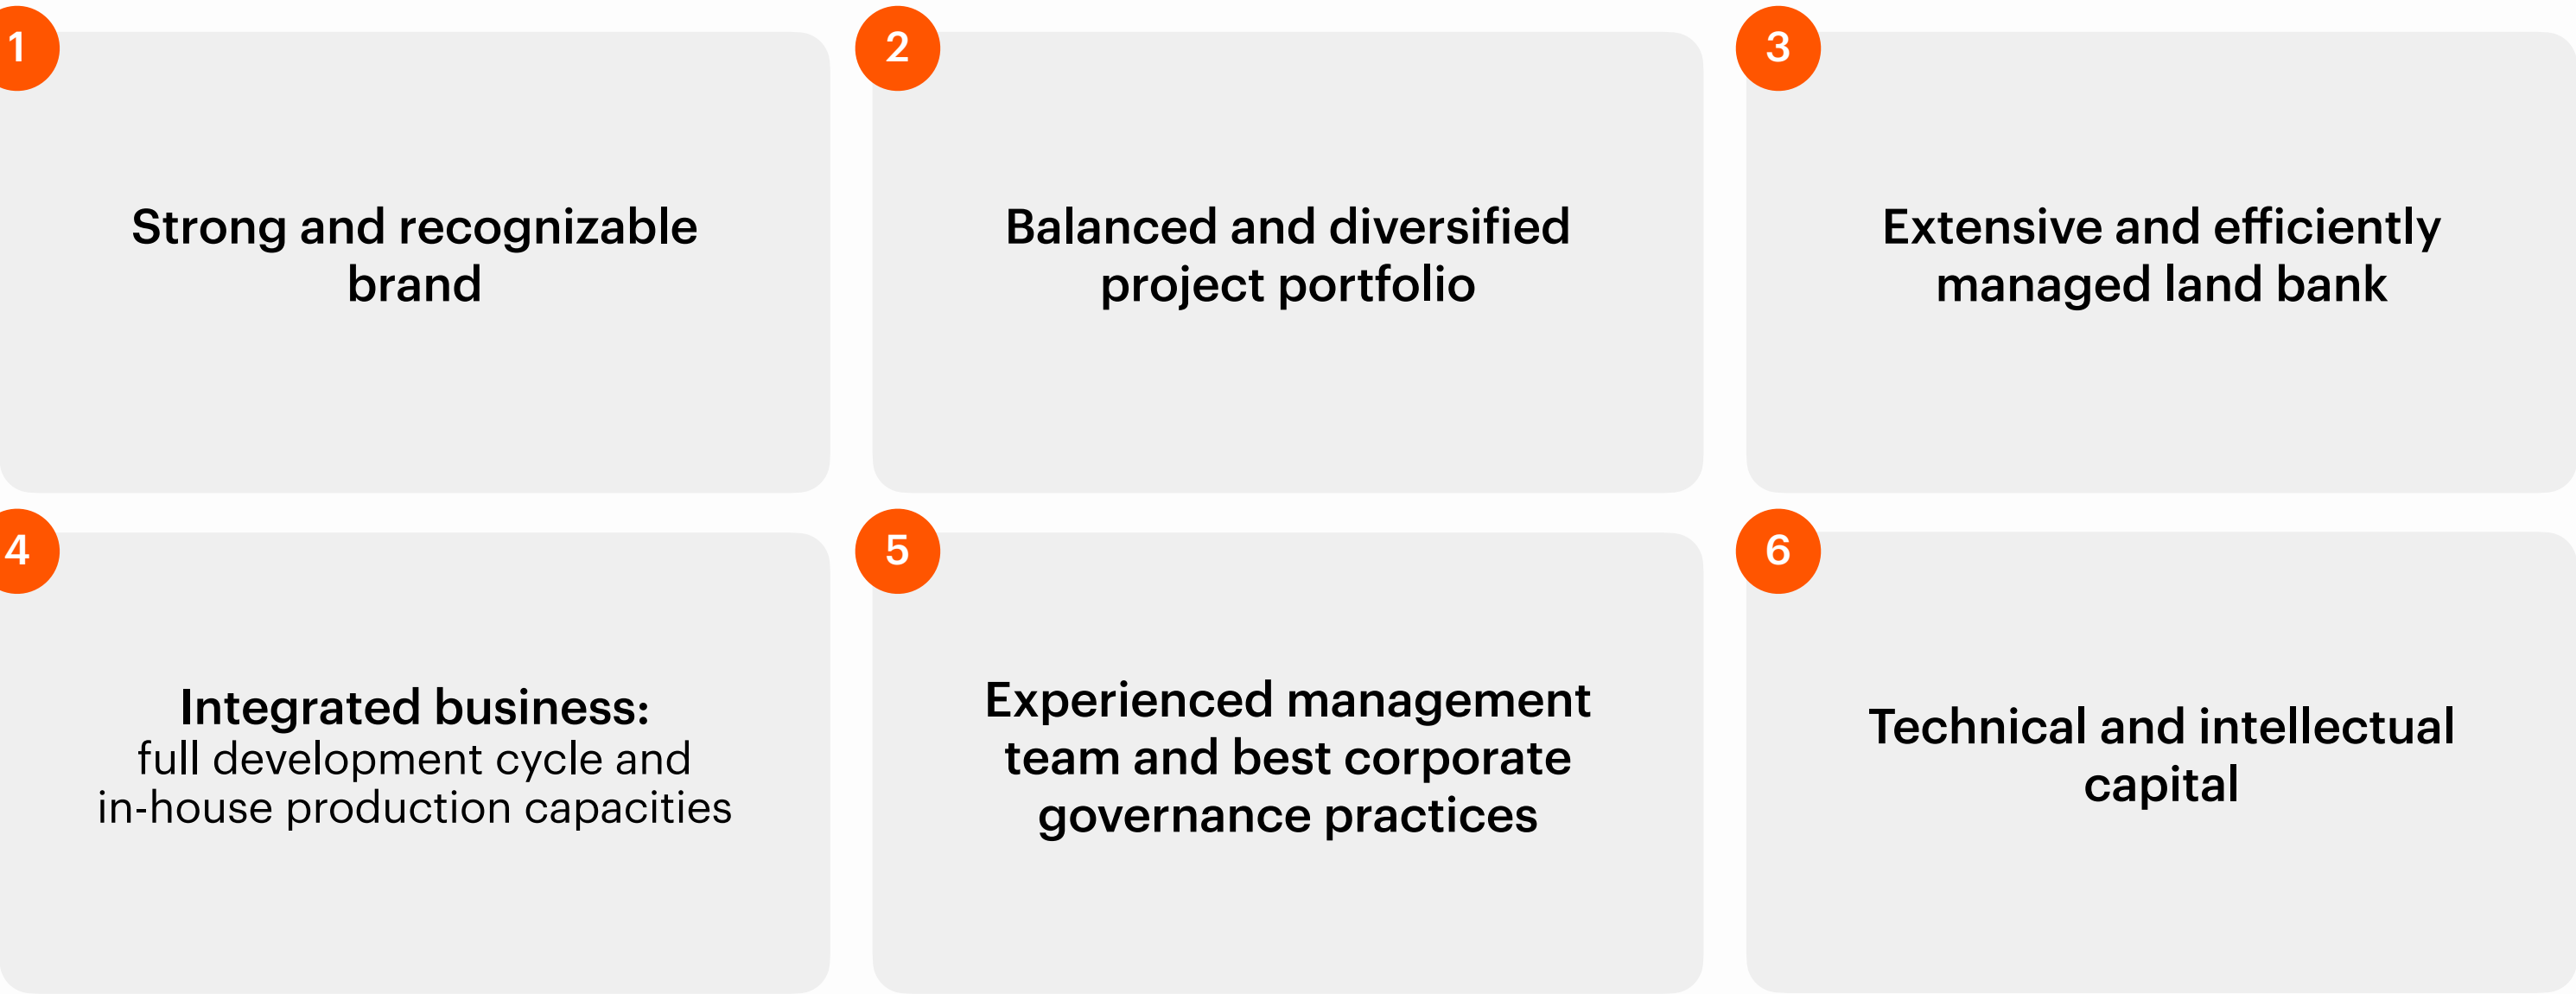 1
Strong and recognizable
brand
2
Balanced and diversified
project portfolio
3
Extensive and efficiently
managed land bank
4
Integrated business:
full development cycle and
in-house production capacities
5
Experienced management
team and best corporate
governance practices
6
Technical and intellectual
capital